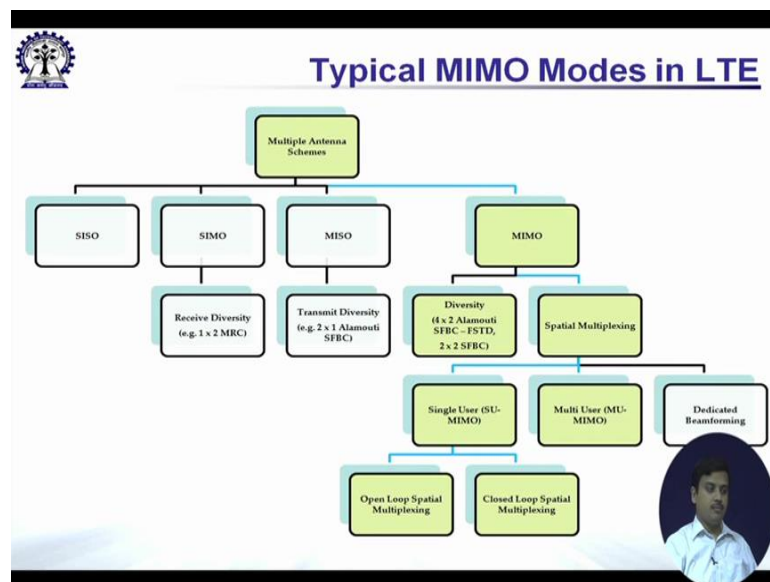 Typical MIMO Modes in LTE
Multiple Antenna
Schemes
SISO
SIMO
MISO
MIMO
Receive Diversity
(e.g. 1 x 2 MRC)
Transmit Diversity
(e.g. 2 x 1 Alamouti
SFBC)
Diversity
(4 x 2 Alamouti
SFBC – FSTD,
2 x 2 SFBC)
Spatial Multiplexing
Single User (SU-
MIMO)
Multi User (MU-
MIMO)
Dedicated
Beamforming
Open Loop Spatial
Multiplexing
Closed Loop Spatial
Multiplexing